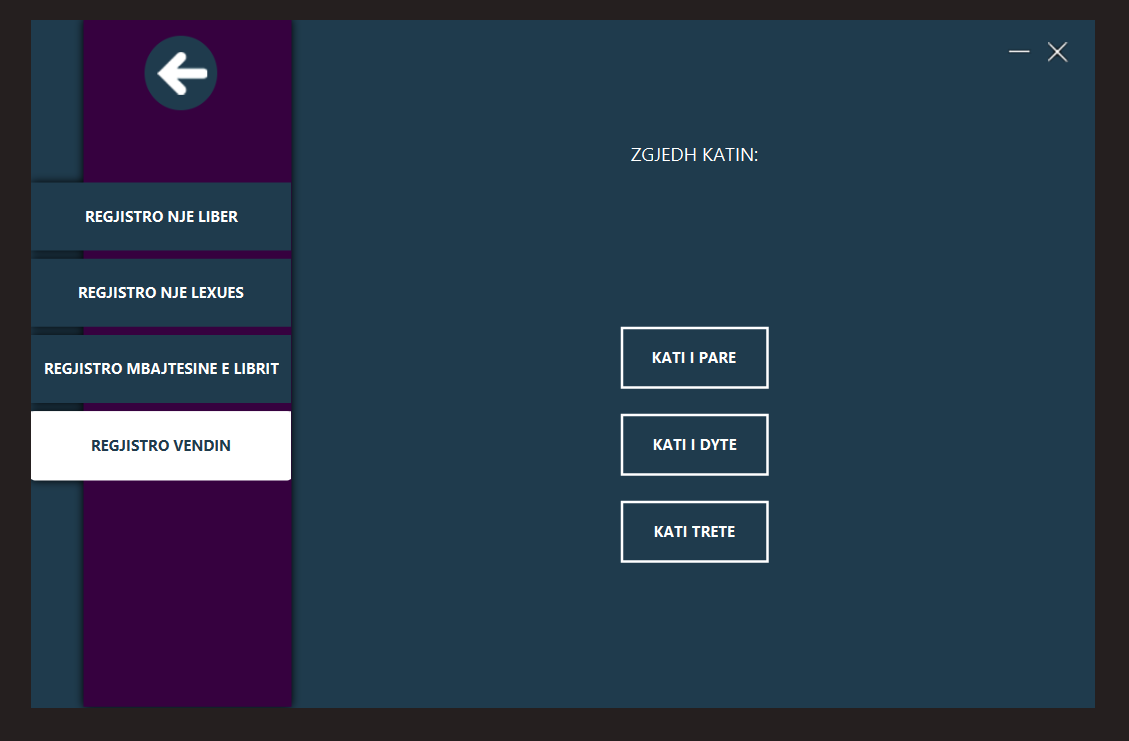 ZGJEDH KATIN:
REGJISTRO NJE LIBER
REGJISTRO NJE LEXUES
REGJISTRO MBAJTESINE E LIBRIT
REGJISTRO VENDIN
KATI I PARE
KATI I DYTE
KATI TRETE